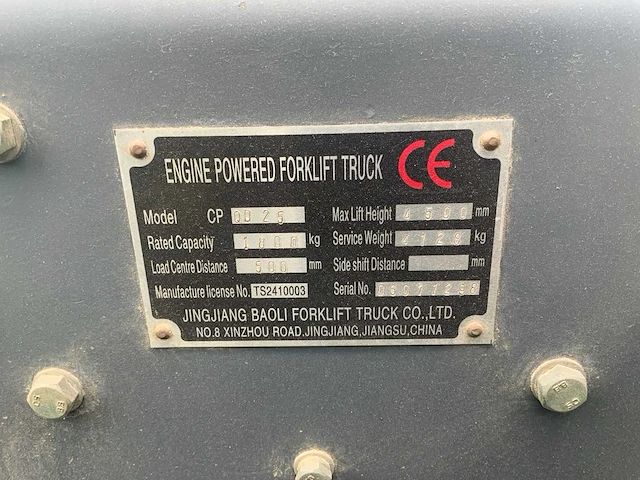 ENGINE POWERED FORKLIFT TRUCK CE
Model CP Max Lift Height 4500 mm
Rated Capacity kg Service Weight kg
Load Centre Distance 500 mm Side shift Distance mm
Manufacture license No. TS2410003 Serial No.
JINGJIANG BAOLI FORKLIFT TRUCK CO.,LTD.
NO.8 XINZHOU ROAD.JINGJIANG,JIANGSU,CHINA